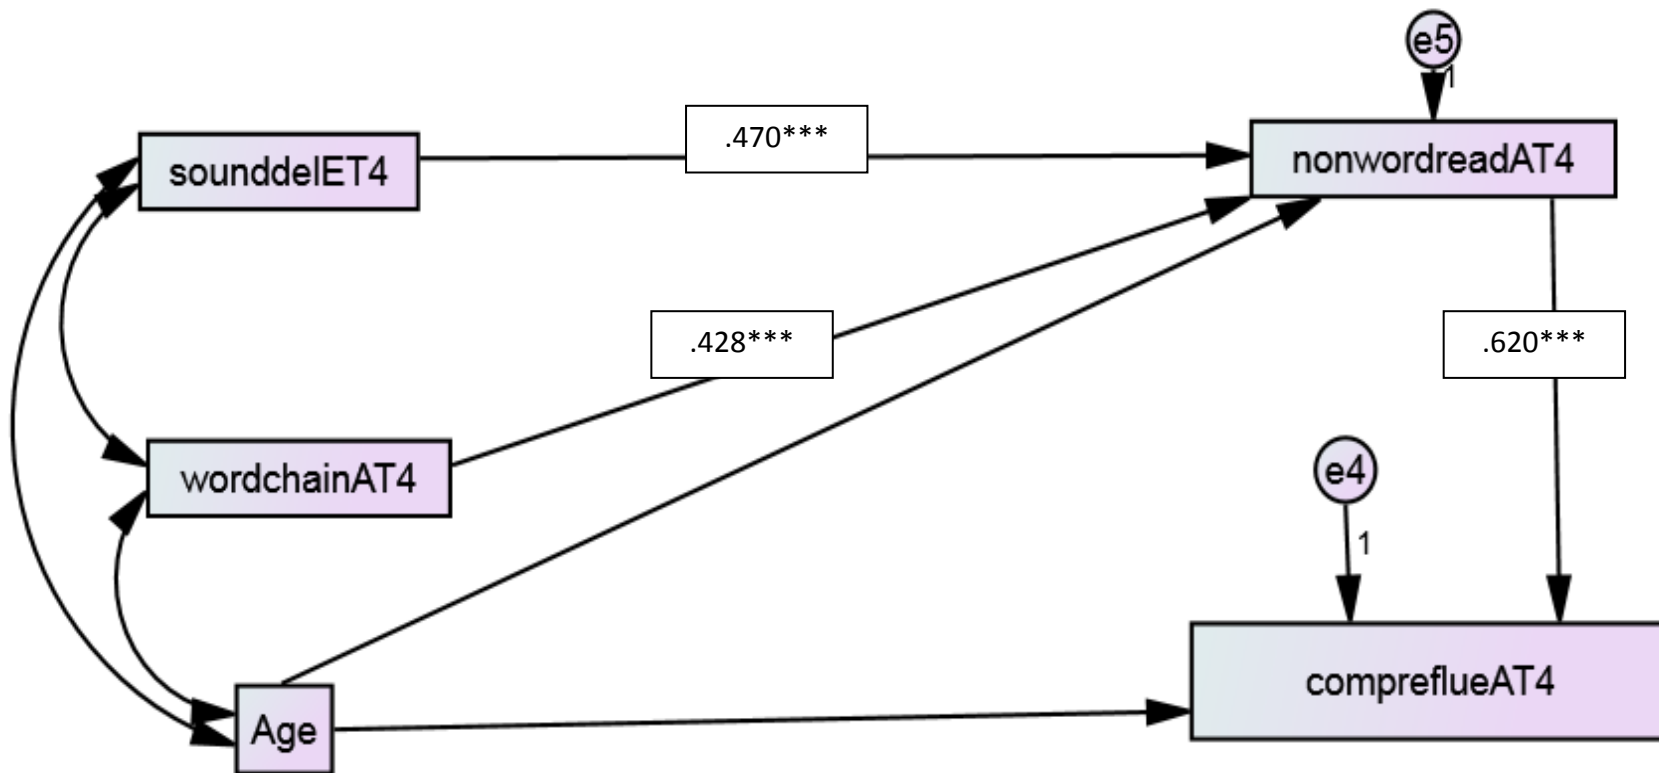 e5
1
.470***
sounddelET4
nonwordreadAT4
.428***
.620***
e4
wordchainAT4
1
compreflueAT4
Age